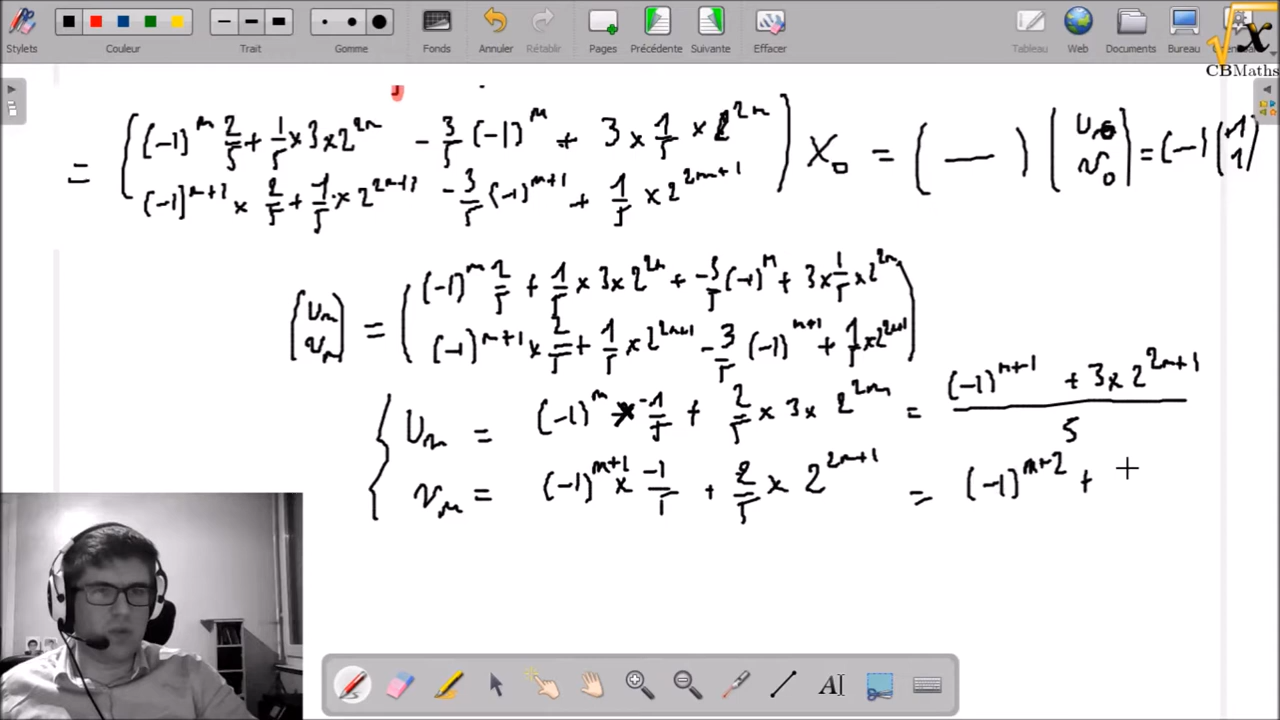 Stylets Couleur Trait Gomme Fonds Annuler Rétablir Pages Précédente Suivante Effacer Tableau Web Documents Bureau
CBMaths
= ( (-1)^n 2/5 + 1/5 × 3 × 2^{2n} - 3/5 (-1)^n + 3 × 1/5 × 2^{2n} ) X_0 = ( — ) ( U_0 ) = (—) ( 1 )
( (-1)^{n+1} × 2/5 + 1/5 × 2^{2n+1} - 3/5 (-1)^{n+1} + 1/5 × 2^{2n+1} ) ( v_0 ) ( 1 )
( U_n ) = ( (-1)^n 2/5 + 1/5 × 3 × 2^{2n} + -3/5 (-1)^n + 3 × 1/5 × 2^{2n} )
( v_n ) ( (-1)^{n+1} × 2/5 + 1/5 × 2^{2n+1} - 3/5 (-1)^{n+1} + 1/5 × 2^{2n+1} )
{ U_n = (-1)^n × -1/5 + 2/5 × 3 × 2^{2n} = ((-1)^{n+1} + 3 × 2^{2n+1}) / 5
v_n = (-1)^{n+1} × -1/5 + 2/5 × 2^{2n+1} = (-1)^{n+2} +
AI